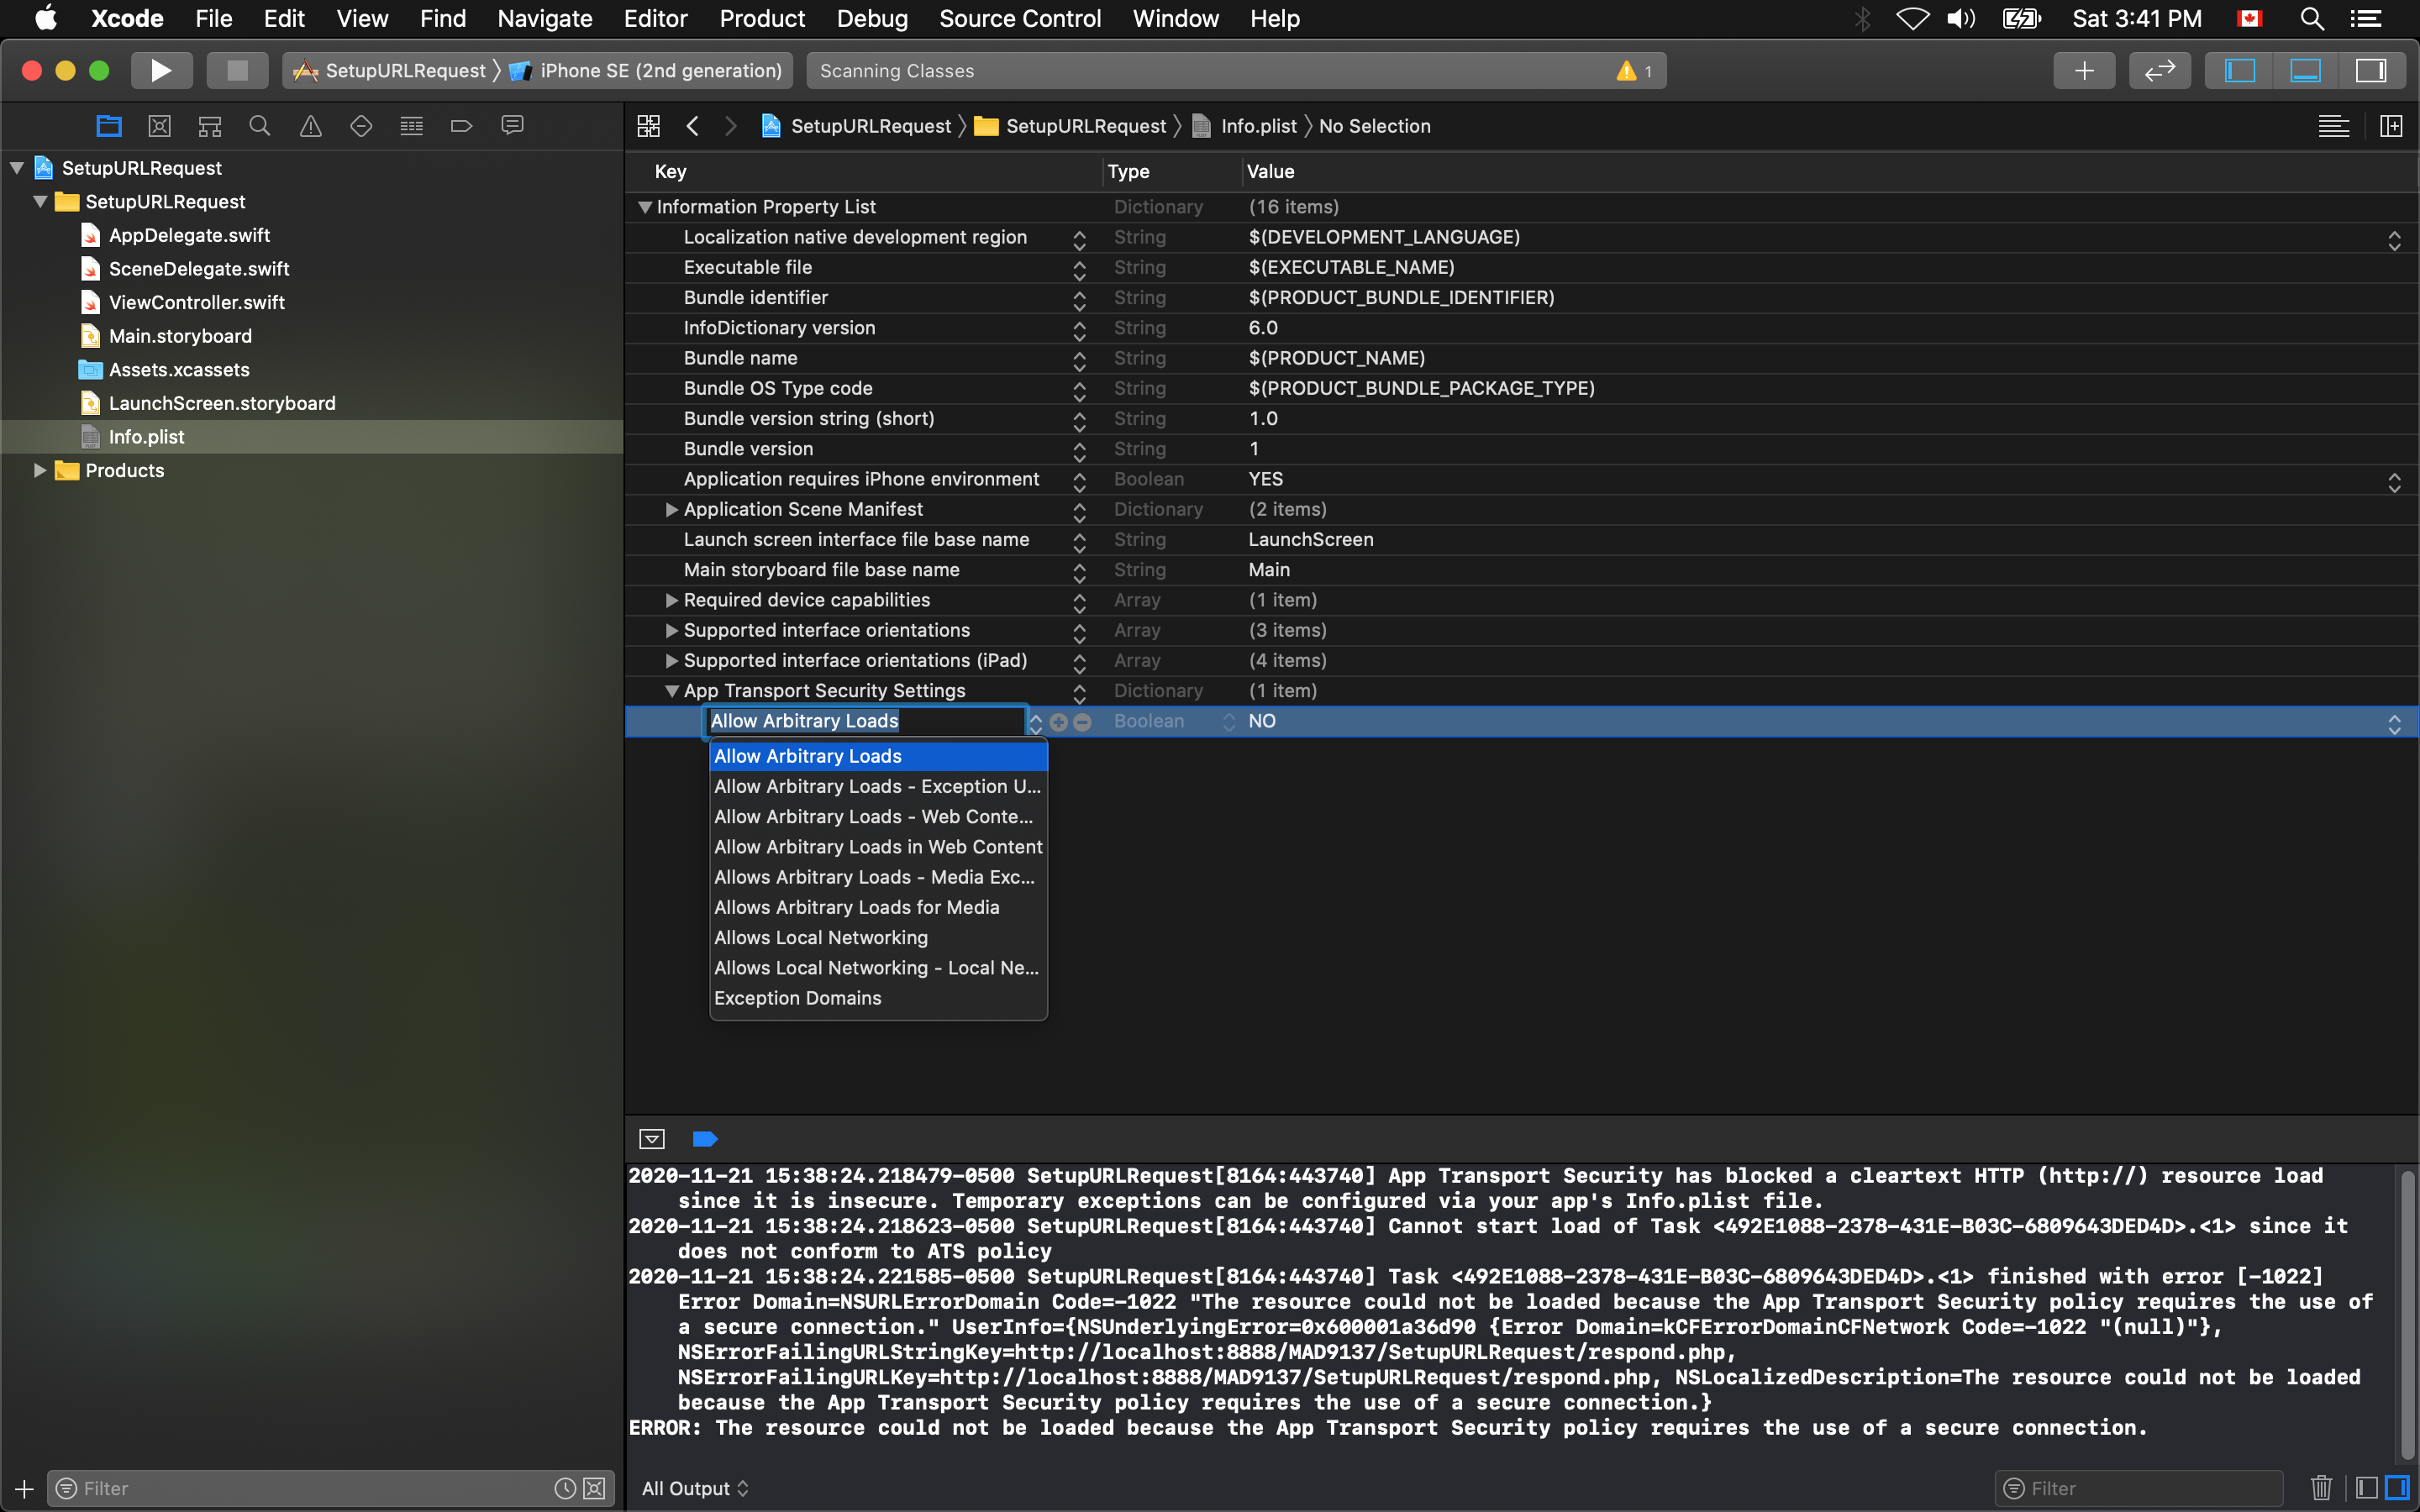 Xcode File Edit View Find Navigate Editor Product Debug Source Control Window Help Sat 3:41 PM
SetupURLRequest iPhone SE (2nd generation) Scanning Classes 1
SetupURLRequest SetupURLRequest Info.plist No Selection
SetupURLRequest
SetupURLRequest
AppDelegate.swift
SceneDelegate.swift
ViewController.swift
Main.storyboard
Assets.xcassets
LaunchScreen.storyboard
Info.plist
Products
Filter
Key Type Value
Information Property List Dictionary (16 items)
Localization native development region String $(DEVELOPMENT_LANGUAGE)
Executable file String $(EXECUTABLE_NAME)
Bundle identifier String $(PRODUCT_BUNDLE_IDENTIFIER)
InfoDictionary version String 6.0
Bundle name String $(PRODUCT_NAME)
Bundle OS Type code String $(PRODUCT_BUNDLE_PACKAGE_TYPE)
Bundle version string (short) String 1.0
Bundle version String 1
Application requires iPhone environment Boolean YES
Application Scene Manifest Dictionary (2 items)
Launch screen interface file base name String LaunchScreen
Main storyboard file base name String Main
Required device capabilities Array (1 item)
Supported interface orientations Array (3 items)
Supported interface orientations (iPad) Array (4 items)
App Transport Security Settings Dictionary (1 item)
Allow Arbitrary Loads Boolean NO
Allow Arbitrary Loads
Allow Arbitrary Loads - Exception U...
Allow Arbitrary Loads - Web Conte...
Allow Arbitrary Loads in Web Content
Allows Arbitrary Loads - Media Exc...
Allows Arbitrary Loads for Media
Allows Local Networking
Allows Local Networking - Local Ne...
Exception Domains
2020-11-21 15:38:24.218479-0500 SetupURLRequest[8164:443740] App Transport Security has blocked a cleartext HTTP (http://) resource load
since it is insecure. Temporary exceptions can be configured via your app's Info.plist file.
2020-11-21 15:38:24.218623-0500 SetupURLRequest[8164:443740] Cannot start load of Task <492E1088-2378-431E-B03C-6809643DED4D>.<1> since it
does not conform to ATS policy
2020-11-21 15:38:24.221585-0500 SetupURLRequest[8164:443740] Task <492E1088-2378-431E-B03C-6809643DED4D>.<1> finished with error [-1022]
Error Domain=NSURLErrorDomain Code=-1022 "The resource could not be loaded because the App Transport Security policy requires the use of
a secure connection." UserInfo={NSUnderlyingError=0x600001a36d90 {Error Domain=kCFErrorDomainCFNetwork Code=-1022 "(null)"},
NSErrorFailingURLStringKey=http://localhost:8888/MAD9137/SetupURLRequest/respond.php,
NSErrorFailingURLKey=http://localhost:8888/MAD9137/SetupURLRequest/respond.php, NSLocalizedDescription=The resource could not be loaded
because the App Transport Security policy requires the use of a secure connection.}
ERROR: The resource could not be loaded because the App Transport Security policy requires the use of a secure connection.
All Output Filter